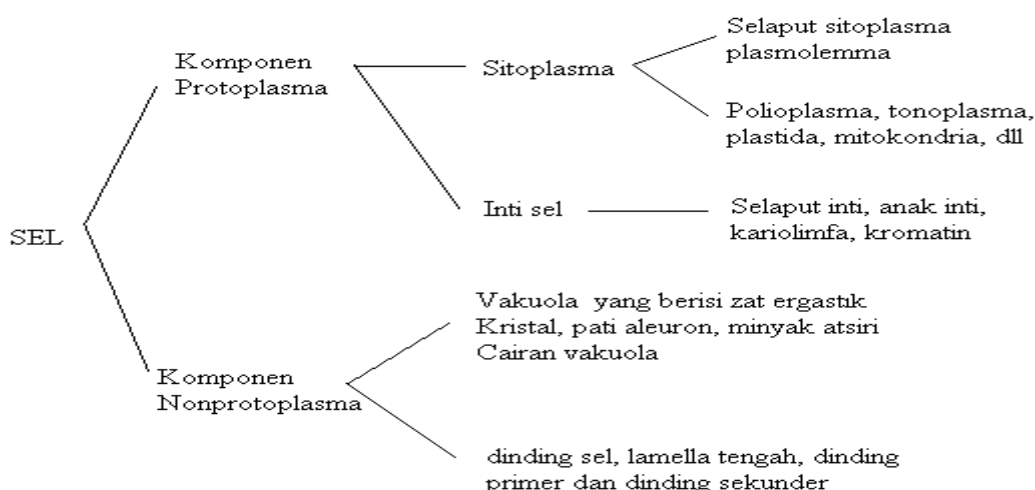 Selaput sitoplasma
plasmolemma
Komponen
Protoplasma
Sitoplasma
Polioplasma, tonoplasma,
plastida, mitokondria, dll
Inti sel
Selaput inti, anak inti,
kariolimfa, kromatin
SEL
Vakuola yang berisi zat ergastik
Kristal, pati aleuron, minyak atsiri
Cairan vakuola
Komponen
Nonprotoplasma
dinding sel, lamella tengah, dinding
primer dan dinding sekunder